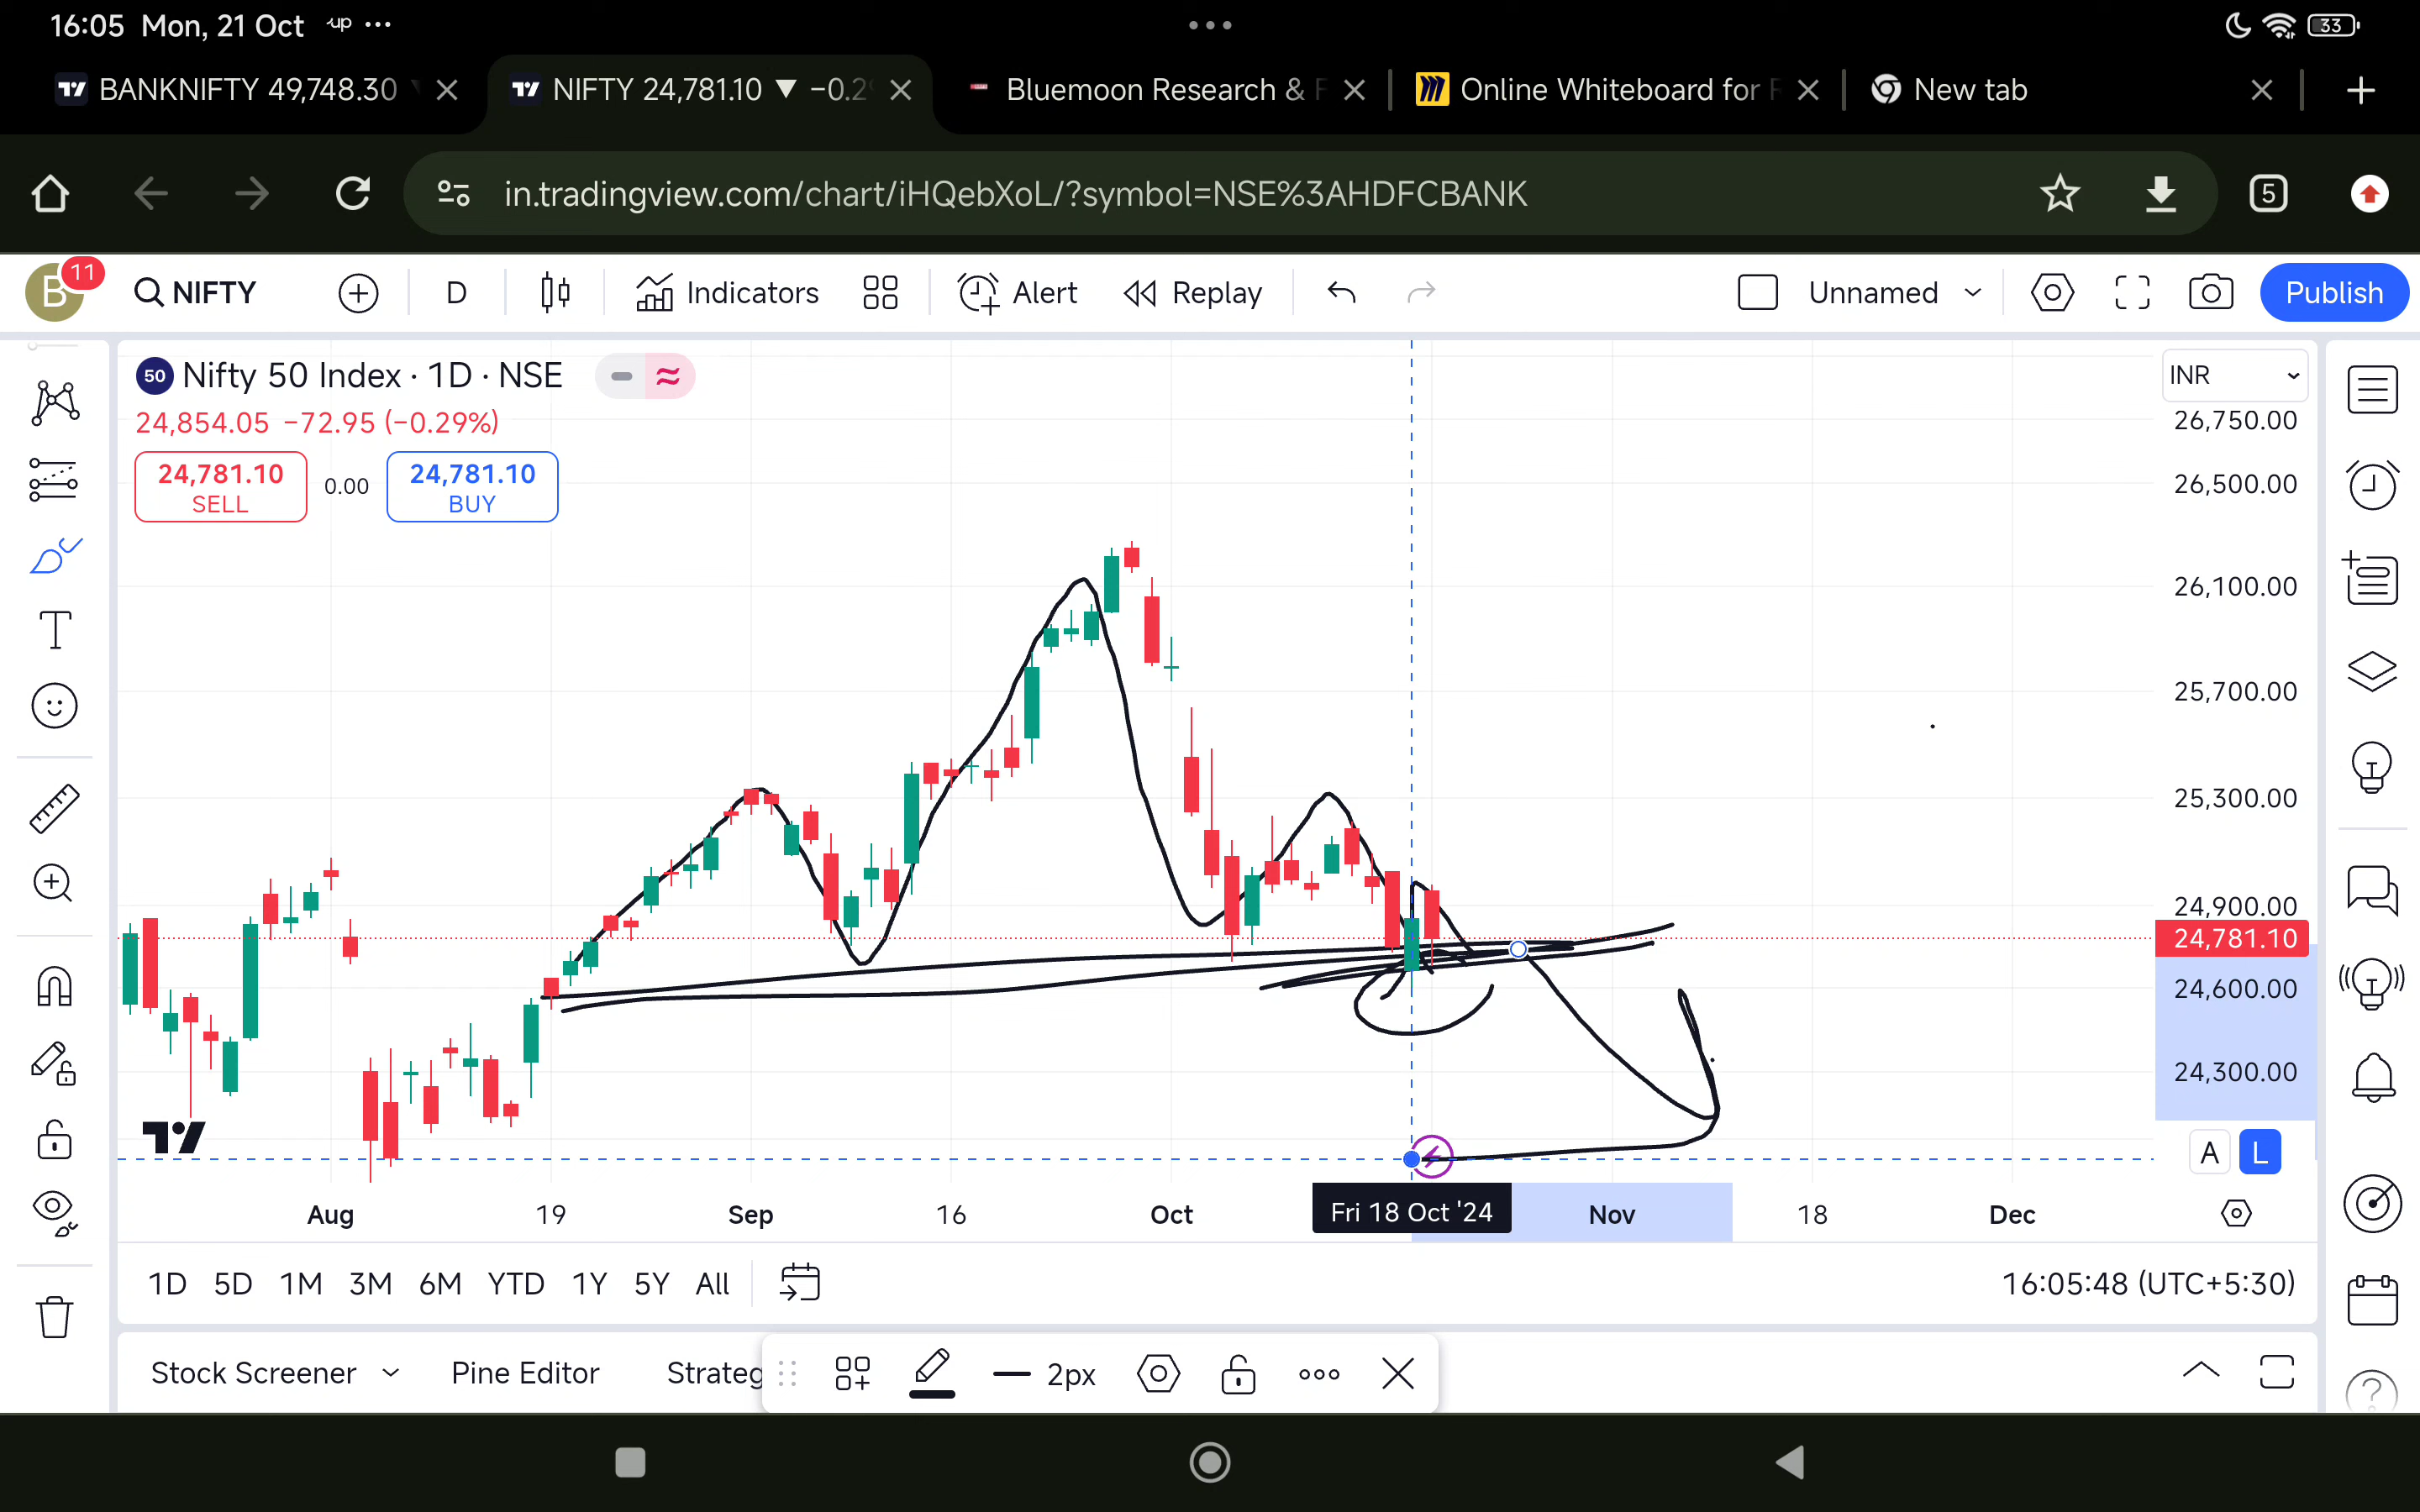 16:05 Mon, 21 Oct ·up ···
33
BANKNIFTY 49,748.30
NIFTY 24,781.10 ▼ −0.2
Bluemoon Research &
Online Whiteboard for
New tab
in.tradingview.com/chart/iHQebXoL/?symbol=NSE%3AHDFCBANK
5
B 11
NIFTY
D
Indicators
Alert
Replay
Unnamed
Publish
50 Nifty 50 Index · 1D · NSE
24,854.05 −72.95 (−0.29%)
24,781.10
SELL
0.00
24,781.10
BUY
INR
26,750.00
26,500.00
26,100.00
25,700.00
25,300.00
24,900.00
24,781.10
24,600.00
24,300.00
A L
Aug 19 Sep 16 Oct Fri 18 Oct '24 Nov 18 Dec
1D 5D 1M 3M 6M YTD 1Y 5Y All
16:05:48 (UTC+5:30)
Stock Screener Pine Editor Strateg
2px